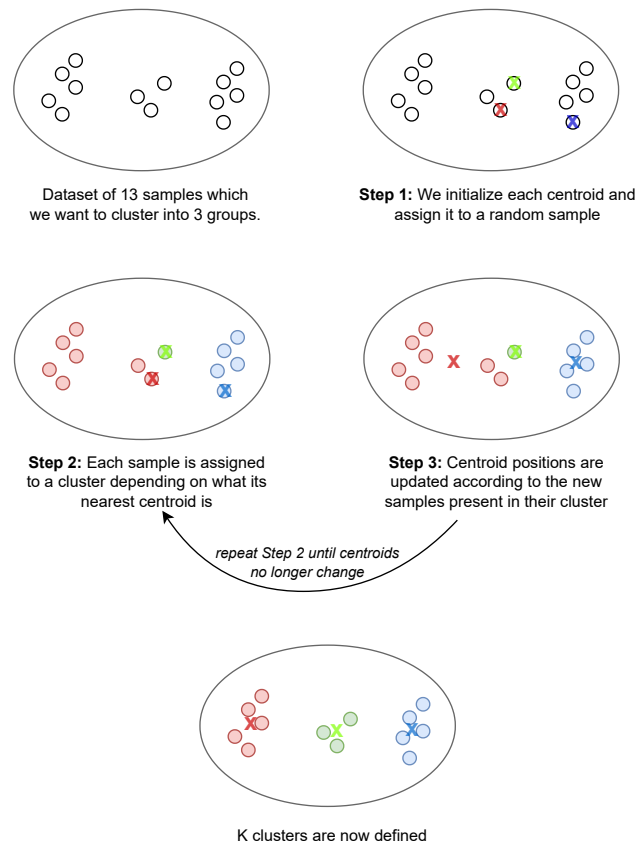 Dataset of 13 samples which
we want to cluster into 3 groups.
Step 1: We initialize each centroid and
assign it to a random sample
Step 2: Each sample is assigned
to a cluster depending on what its
nearest centroid is
Step 3: Centroid positions are
updated according to the new
samples present in their cluster
repeat Step 2 until centroids
no longer change
K clusters are now defined